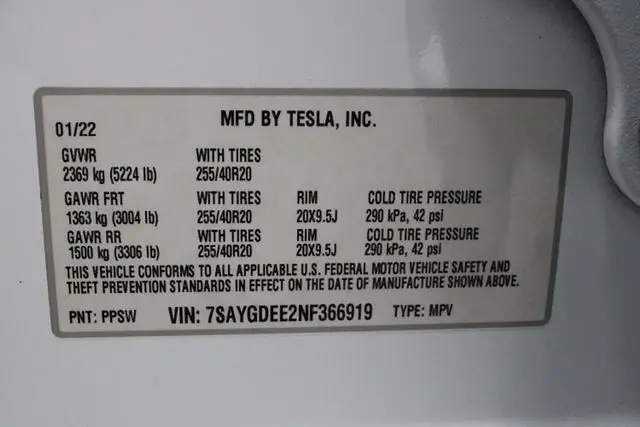 01/22 MFD BY TESLA, INC.
GVWR WITH TIRES
2369 kg (5224 lb) 255/40R20
GAWR FRT WITH TIRES RIM COLD TIRE PRESSURE
1363 kg (3004 lb) 255/40R20 20X9.5J 290 kPa, 42 psi
GAWR RR WITH TIRES RIM COLD TIRE PRESSURE
1500 kg (3306 lb) 255/40R20 20X9.5J 290 kPa, 42 psi
THIS VEHICLE CONFORMS TO ALL APPLICABLE U.S. FEDERAL MOTOR VEHICLE SAFETY AND
THEFT PREVENTION STANDARDS IN EFFECT ON THE DATE OF MANUFACTURE SHOWN ABOVE.
PNT: PPSW VIN: 7SAYGDEE2NF366919 TYPE: MPV